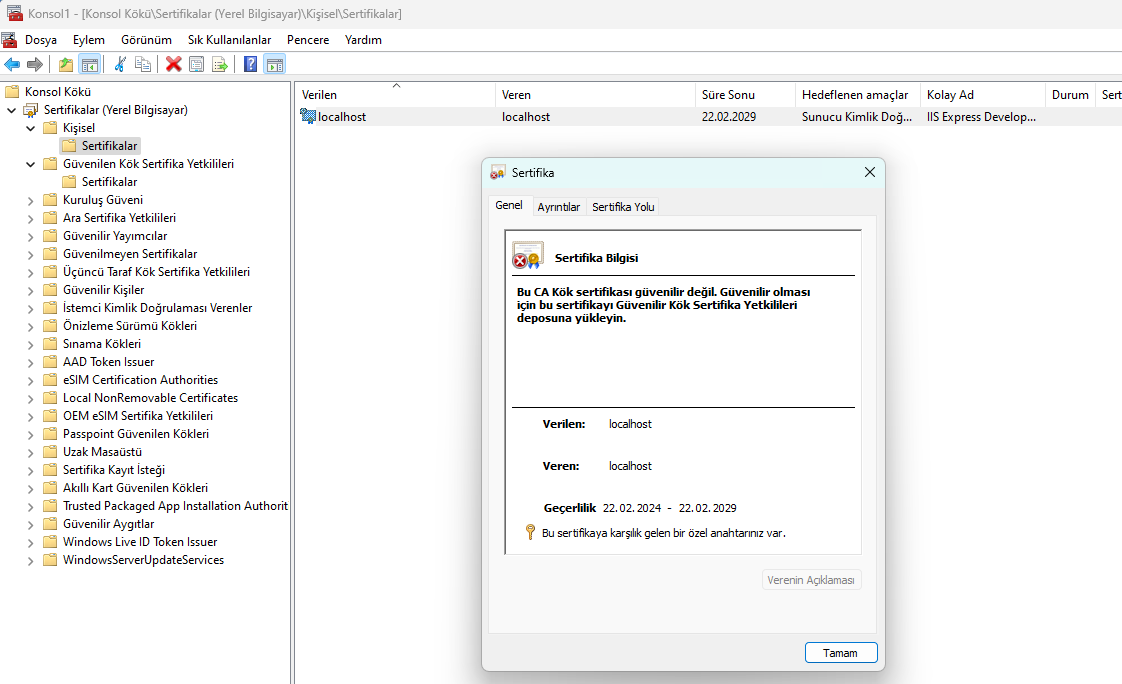 Konsol1 - [Konsol Kökü\Sertifikalar (Yerel Bilgisayar)\Kişisel\Sertifikalar]
Dosya Eylem Görünüm Sık Kullanılanlar Pencere Yardım
Konsol Kökü
Sertifikalar (Yerel Bilgisayar)
Kişisel
Sertifikalar
Güvenilen Kök Sertifika Yetkilileri
Sertifikalar
Kuruluş Güveni
Ara Sertifika Yetkilileri
Güvenilir Yayımcılar
Güvenilmeyen Sertifikalar
Üçüncü Taraf Kök Sertifika Yetkilileri
Güvenilir Kişiler
İstemci Kimlik Doğrulaması Verenler
Önizleme Sürümü Kökleri
Sınama Kökleri
AAD Token Issuer
eSIM Certification Authorities
Local NonRemovable Certificates
OEM eSIM Sertifika Yetkilileri
Passpoint Güvenilen Kökleri
Uzak Masaüstü
Sertifika Kayıt İsteği
Akıllı Kart Güvenilen Kökleri
Trusted Packaged App Installation Authorit
Güvenilir Aygıtlar
Windows Live ID Token Issuer
WindowsServerUpdateServices
Verilen Veren Süre Sonu Hedeflenen amaçlar Kolay Ad Durum Sert
localhost localhost 22.02.2029 Sunucu Kimlik Doğ... IIS Express Develop...
Sertifika
Genel Ayrıntılar Sertifika Yolu
Sertifika Bilgisi
Bu CA Kök sertifikası güvenilir değil. Güvenilir olması
için bu sertifikayı Güvenilir Kök Sertifika Yetkilileri
deposuna yükleyin.
Verilen: localhost
Veren: localhost
Geçerlilik 22.02.2024 - 22.02.2029
Bu sertifikaya karşılık gelen bir özel anahtarınız var.
Verenin Açıklaması
Tamam